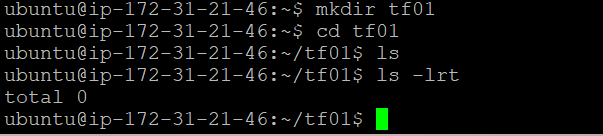 ubuntu@ip-172-31-21-46:~$ mkdir tf01
ubuntu@ip-172-31-21-46:~$ cd tf01
ubuntu@ip-172-31-21-46:~/tf01$ ls
ubuntu@ip-172-31-21-46:~/tf01$ ls -lrt
total 0
ubuntu@ip-172-31-21-46:~/tf01$